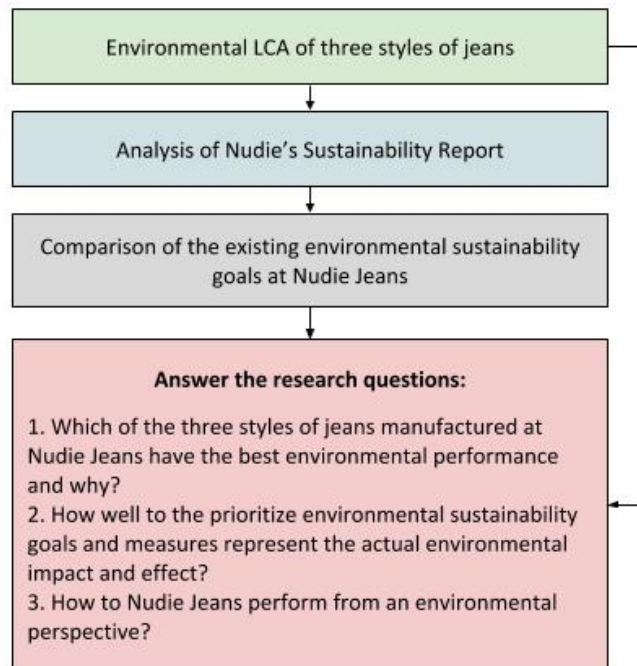 Environmental LCA of three styles of jeans
Analysis of Nudie’s Sustainability Report
Comparison of the existing environmental sustainability
goals at Nudie Jeans
Answer the research questions:
1. Which of the three styles of jeans manufactured at
Nudie Jeans have the best environmental performance
and why?
2. How well to the prioritize environmental sustainability
goals and measures represent the actual environmental
impact and effect?
3. How to Nudie Jeans perform from an environmental
perspective?